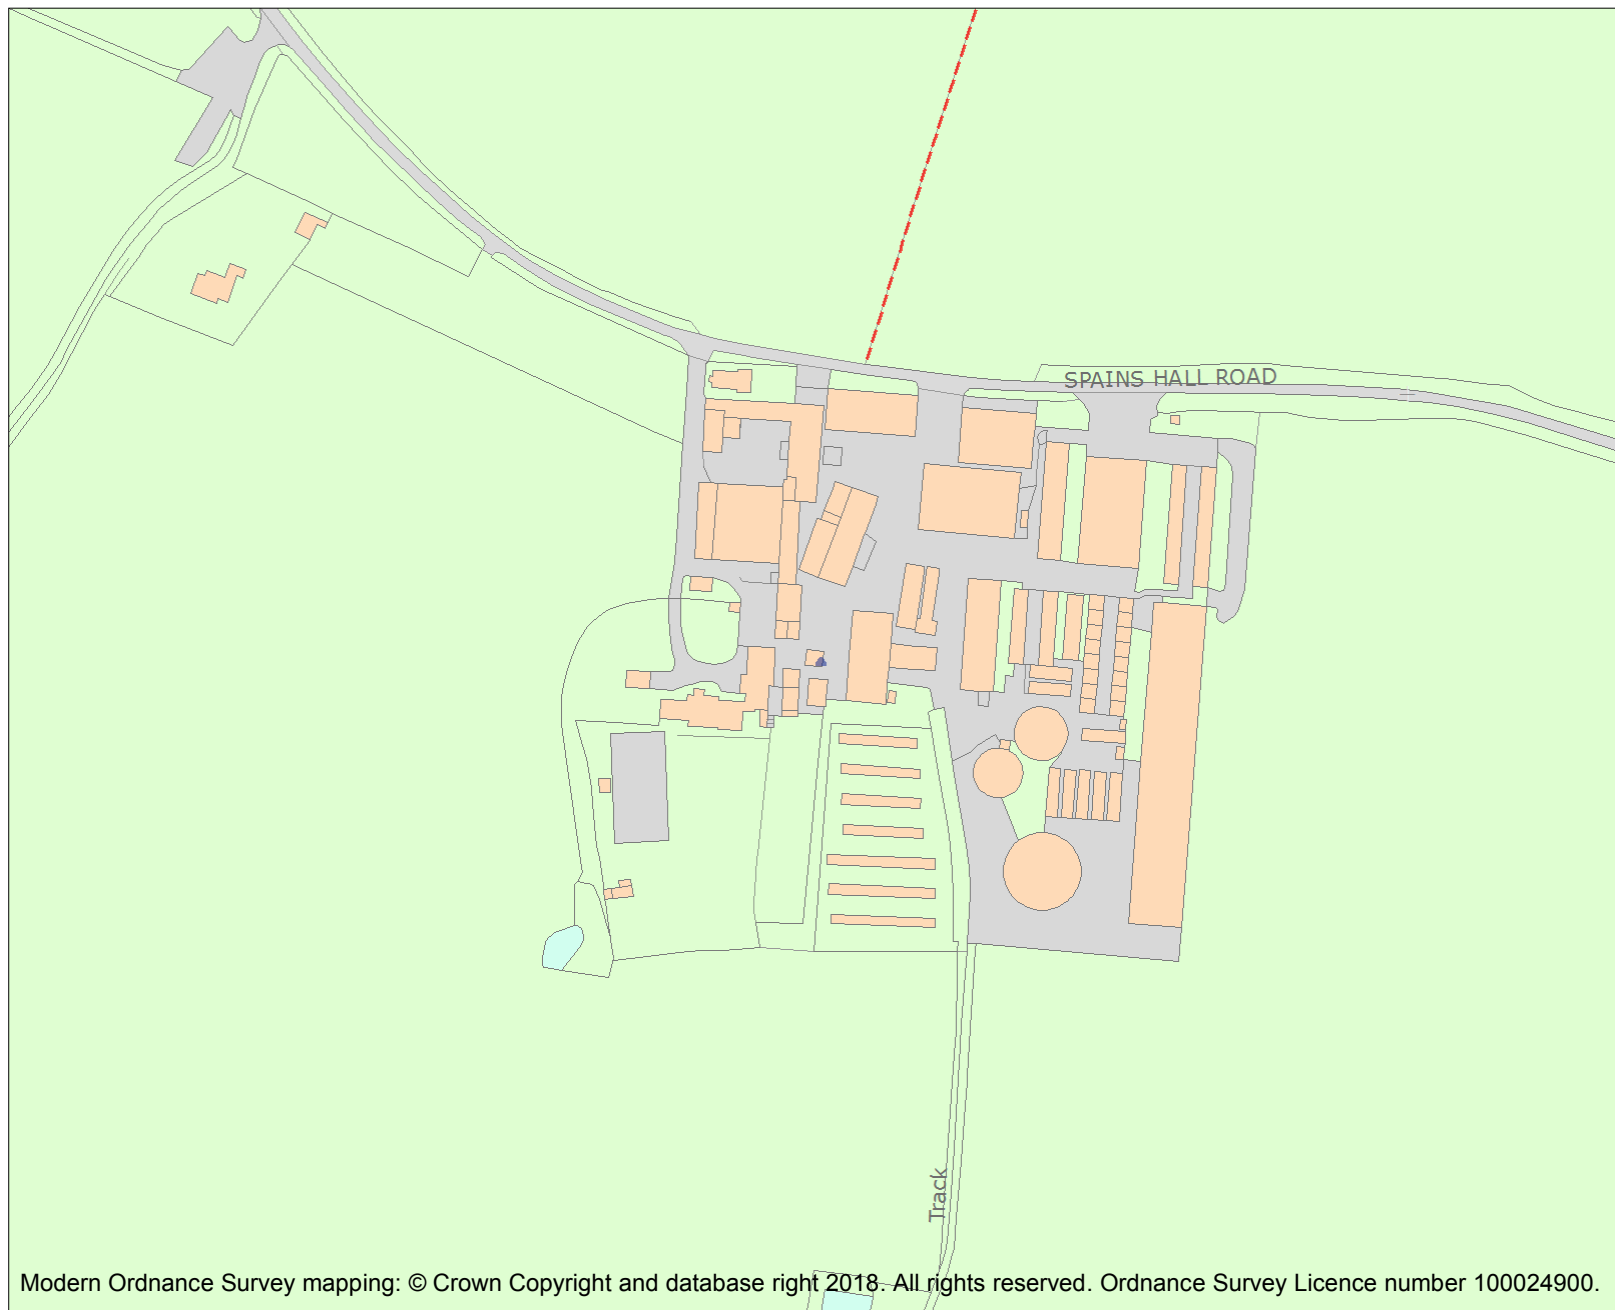 SPAINS HALL ROAD
Track
Modern Ordnance Survey mapping: © Crown Copyright and database right 2018. All rights reserved. Ordnance Survey Licence number 100024900.